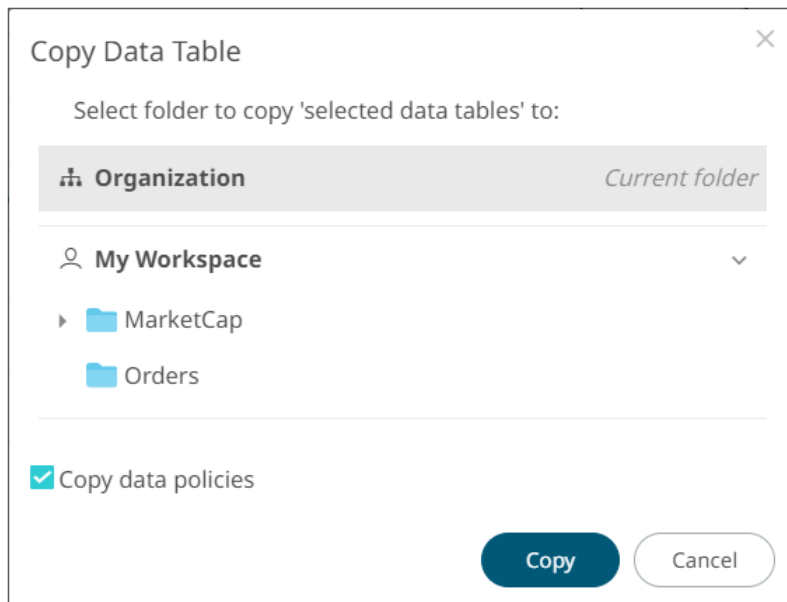 Copy Data Table
Select folder to copy 'selected data tables' to:
Organization Current folder
My Workspace
MarketCap
Orders
Copy data policies
Copy Cancel